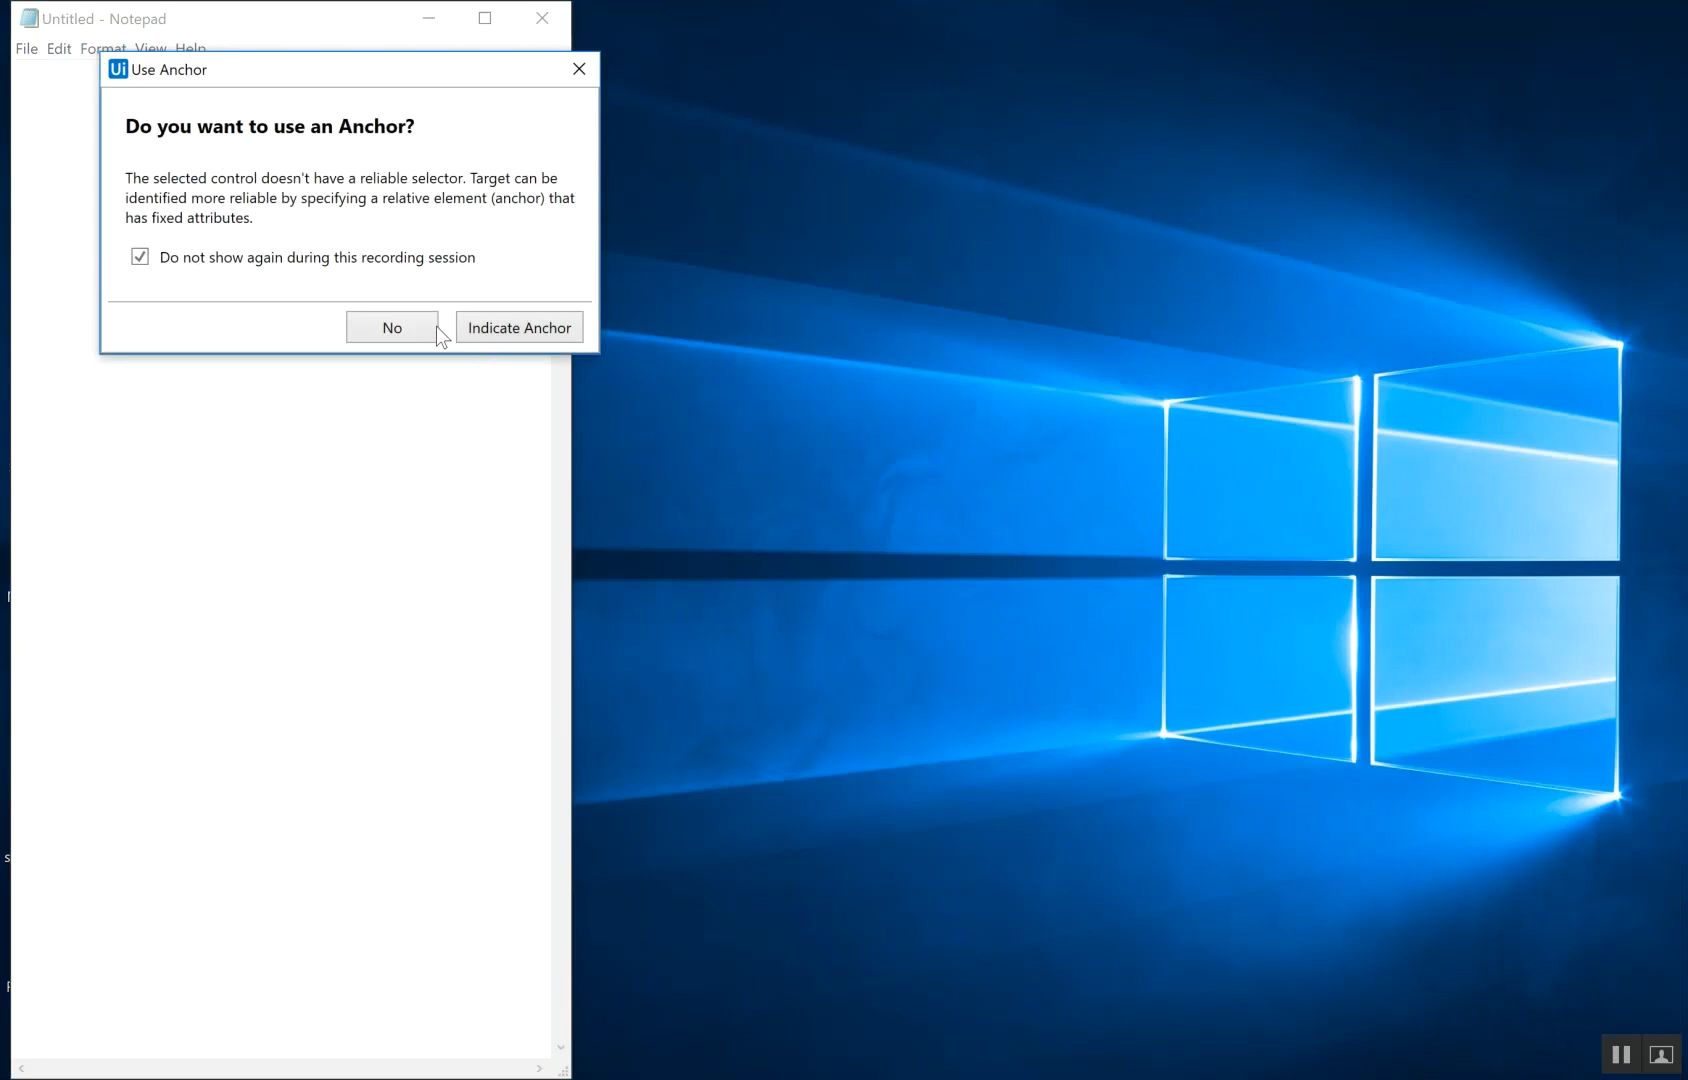 Untitled - Notepad
File Edit Format View Help
Ui Use Anchor
Do you want to use an Anchor?
The selected control doesn't have a reliable selector. Target can be
identified more reliable by specifying a relative element (anchor) that
has fixed attributes.
Do not show again during this recording session
No Indicate Anchor